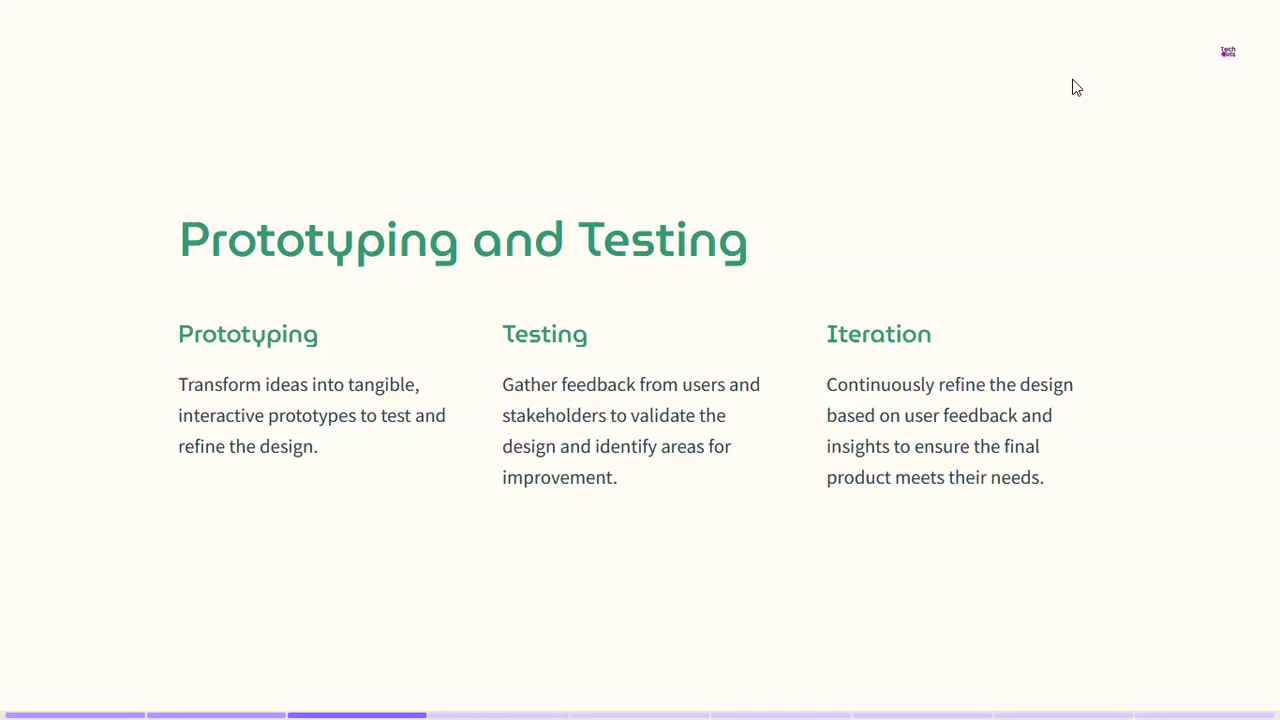 Tech
Girls
Prototyping and Testing
Prototyping
Transform ideas into tangible,
interactive prototypes to test and
refine the design.
Testing
Gather feedback from users and
stakeholders to validate the
design and identify areas for
improvement.
Iteration
Continuously refine the design
based on user feedback and
insights to ensure the final
product meets their needs.